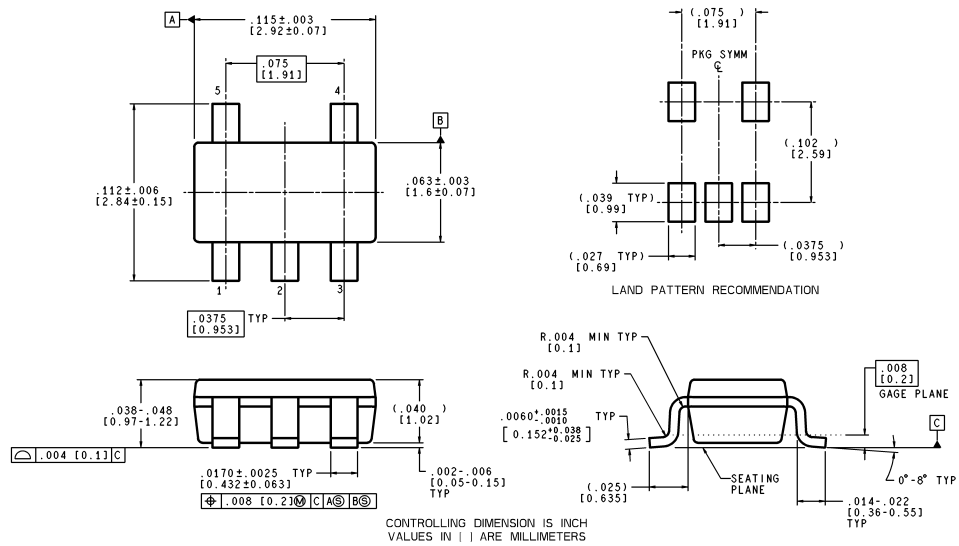 A
.115±.003
[2.92±0.07]
.075
[1.91]
5
4
B
.112±.006
[2.84±0.15]
.063±.003
[1.6±0.07]
1
2
3
.0375 TYP
[0.953]
(.075 )
[1.91]
PKG SYMM
℄
(.102 )
[2.59]
(.039 TYP)
[0.99]
(.027 TYP)
[0.69]
(.0375 )
[0.953]
LAND PATTERN RECOMMENDATION
.038-.048
[0.97-1.22]
(.040 )
[1.02]
⌓ .004 [0.1] C
.0170±.0025 TYP
[0.432±0.063]
⌖ .008 [0.2]Ⓜ C AⓈ BⓈ
.002-.006
[0.05-0.15]
TYP
R.004 MIN TYP
[0.1]
R.004 MIN TYP
[0.1]
.0060+.0015 -.0010 TYP
[0.152+0.038 -0.025]
.008
[0.2]
GAGE PLANE
C
(.025)
[0.635]
SEATING
PLANE
0°-8° TYP
.014-.022
[0.36-0.55]
TYP
CONTROLLING DIMENSION IS INCH
VALUES IN [ ] ARE MILLIMETERS